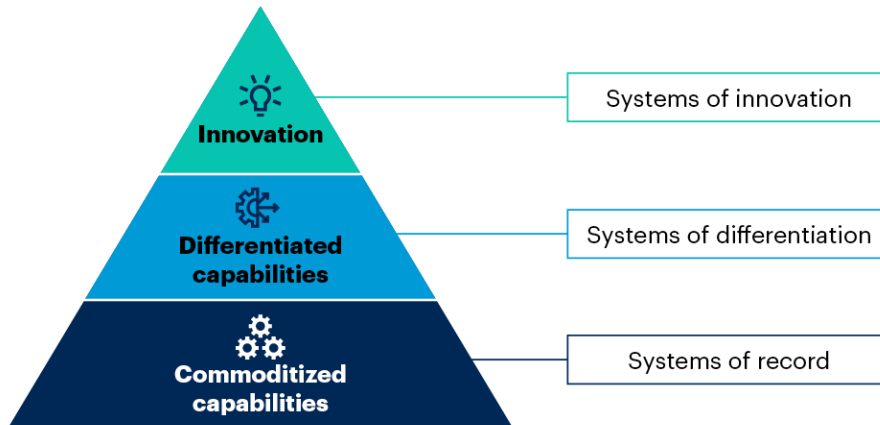 Innovation
Systems of innovation
Differentiated
capabilities
Systems of differentiation
Commoditized
capabilities
Systems of record